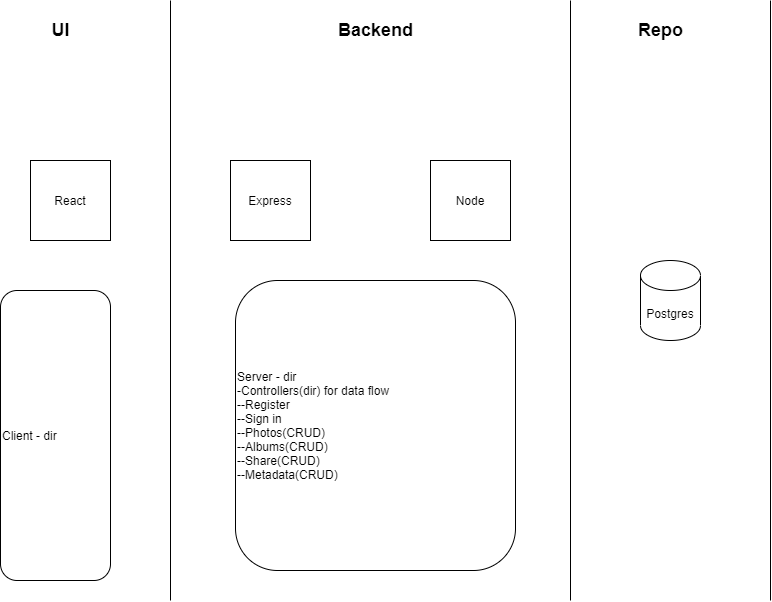 UI
Backend
Repo
React
Express
Node
Postgres
Client - dir
Server - dir
-Controllers(dir) for data flow
--Register
--Sign in
--Photos(CRUD)
--Albums(CRUD)
--Share(CRUD)
--Metadata(CRUD)